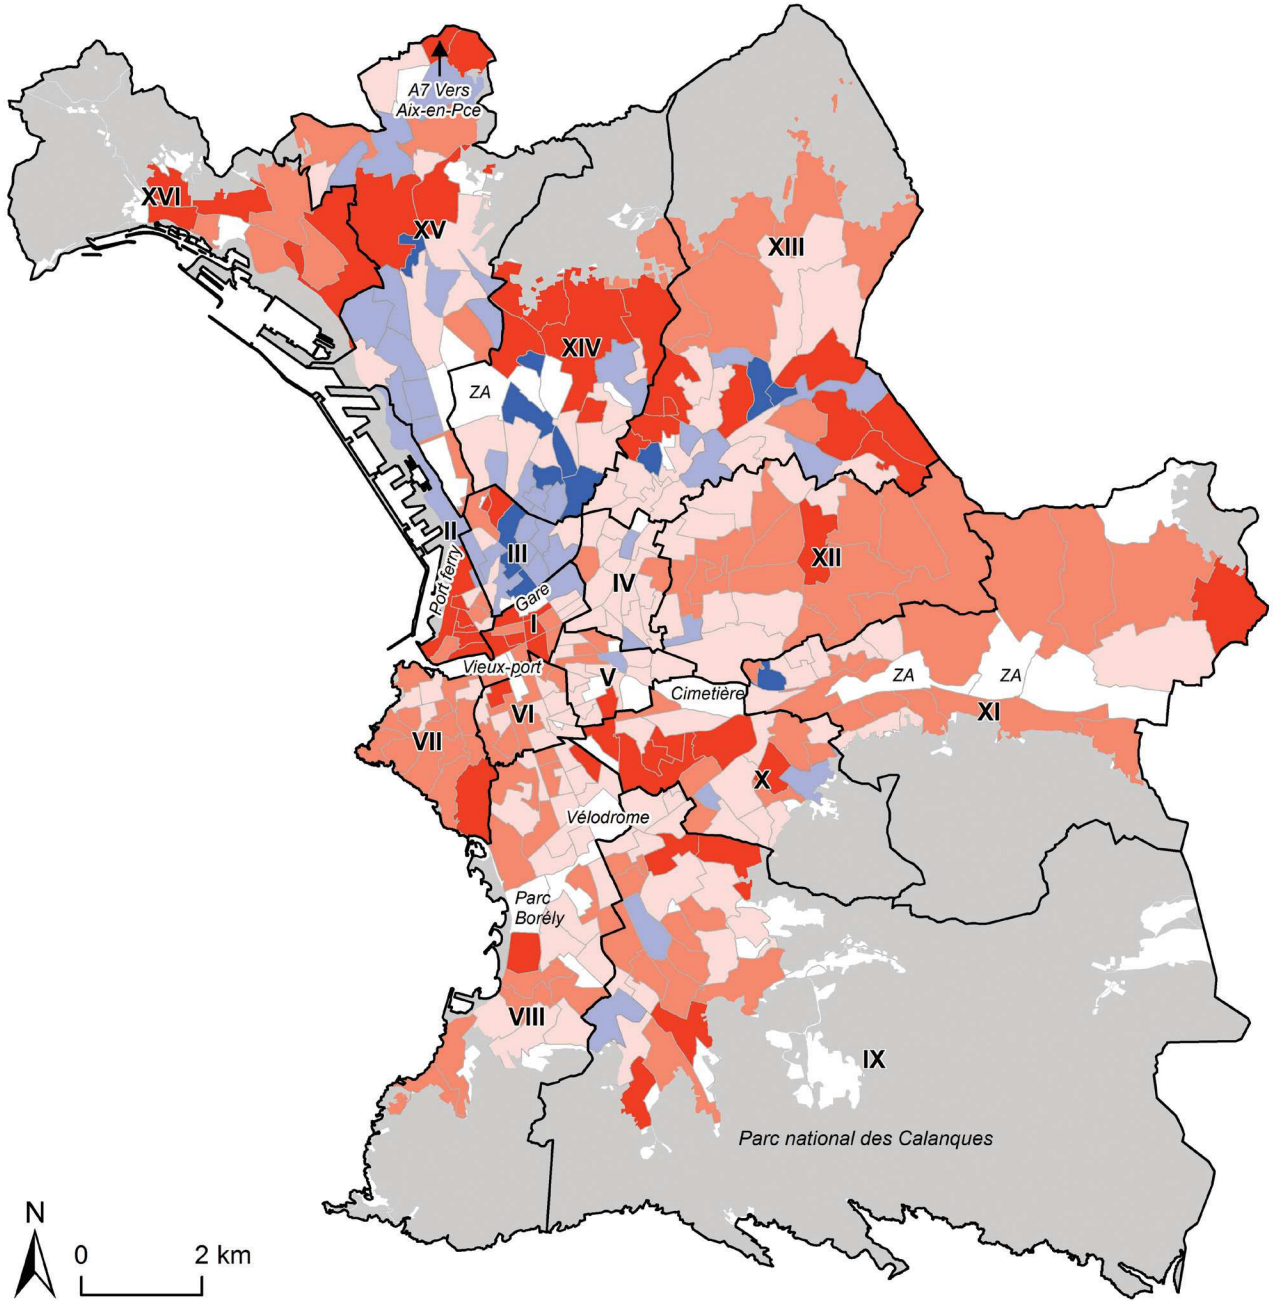 A7 Vers
Aix-en-Pce
XVI
XV
XIII
XIV
ZA
II
III
XII
IV
Port ferry
Gare
I
Vieux-port
V
Cimetière
ZA
ZA
VI
XI
VII
X
Vélodrome
Parc
Borély
VIII
IX
Parc national des Calanques
N
0 2 km